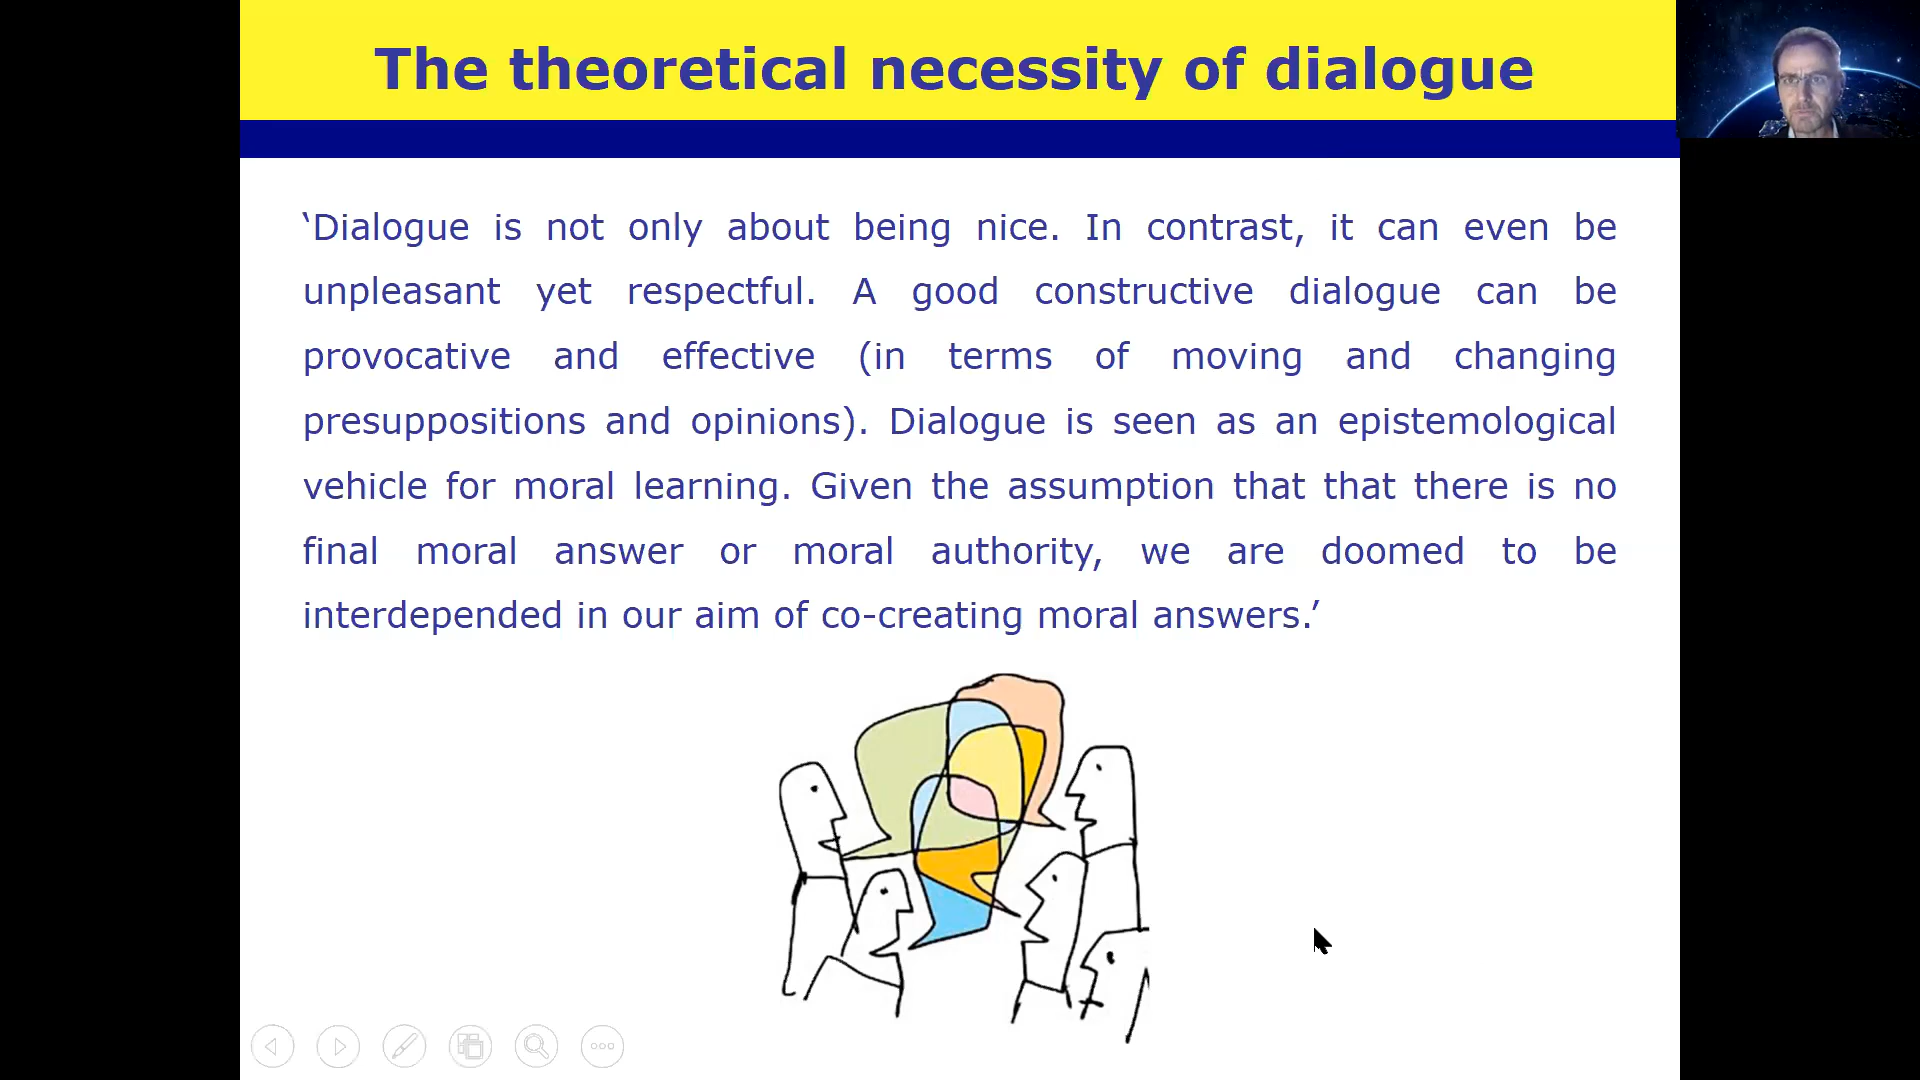 The theoretical necessity of dialogue
‘Dialogue is not only about being nice. In contrast, it can even be
unpleasant yet respectful. A good constructive dialogue can be
provocative and effective (in terms of moving and changing
presuppositions and opinions). Dialogue is seen as an epistemological
vehicle for moral learning. Given the assumption that that there is no
final moral answer or moral authority, we are doomed to be
interdepended in our aim of co-creating moral answers.’